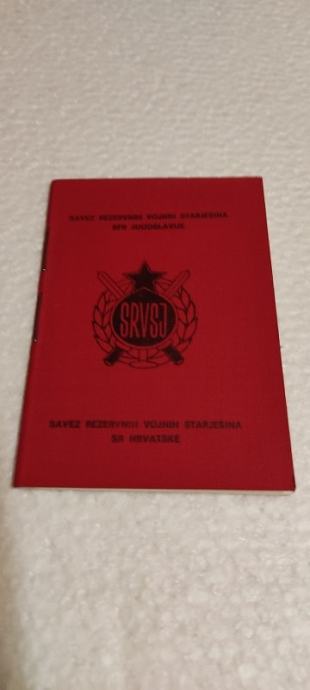 SAVEZ REZERVNIH VOJNIH STARJEŠINA
SFR JUGOSLAVIJE
SRVSJ
SAVEZ REZERVNIH VOJNIH STARJEŠINA
SR HRVATSKE